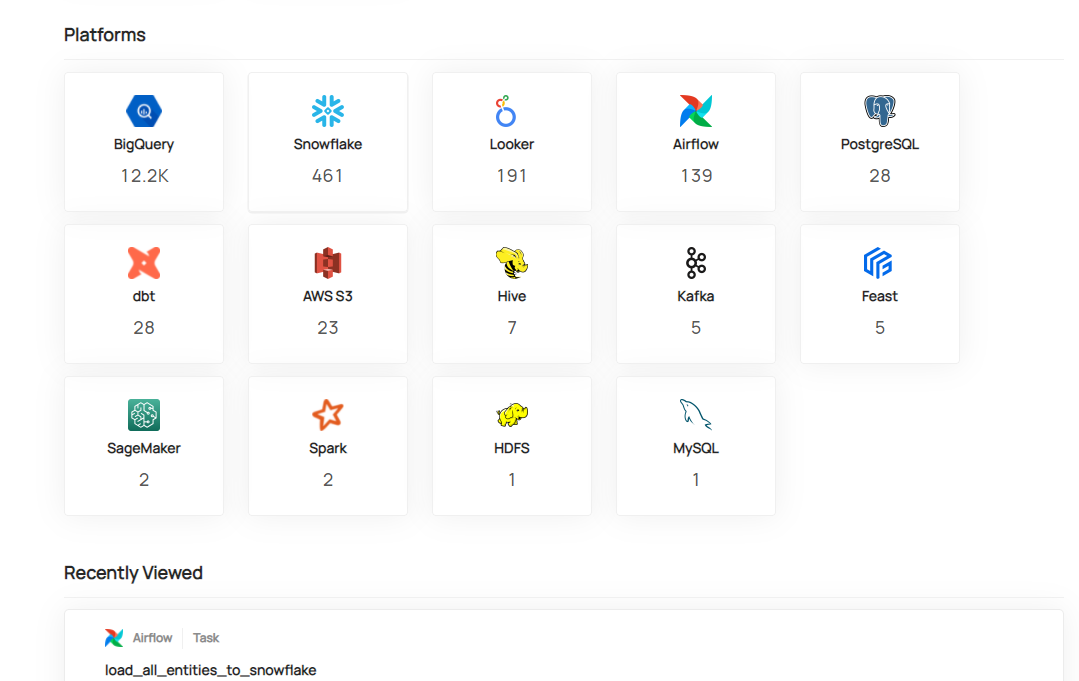 Platforms
BigQuery Snowflake Looker Airflow PostgreSQL
12.2K 461 191 139 28
dbt AWS S3 Hive Kafka Feast
28 23 7 5 5
SageMaker Spark HDFS MySQL
2 2 1 1
Recently Viewed
Airflow Task
load_all_entities_to_snowflake